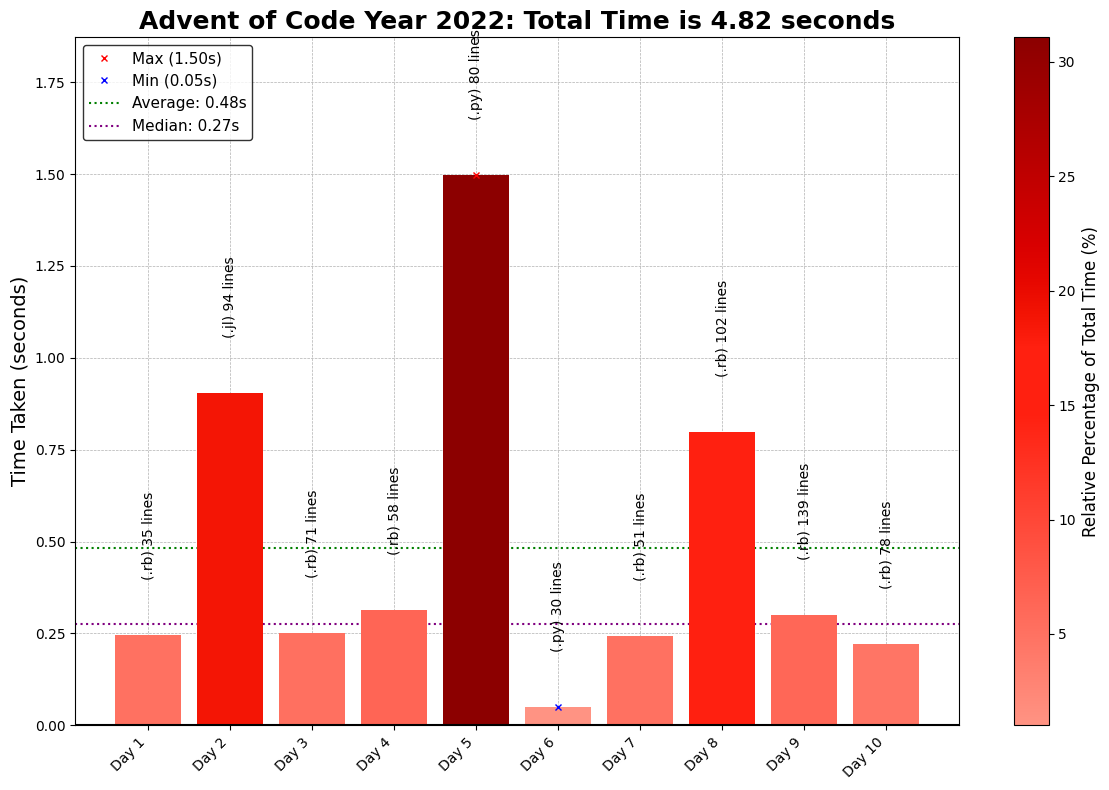 Advent of Code Year 2022: Total Time is 4.82 seconds
Max (1.50s)
Min (0.05s)
Average: 0.48s
Median: 0.27s
Time Taken (seconds)
1.75
1.50
1.25
1.00
0.75
0.50
0.25
0.00
(.rb) 35 lines
(.jl) 94 lines
(.rb) 71 lines
(.rb) 58 lines
(.py) 80 lines
(.py) 30 lines
(.rb) 51 lines
(.rb) 102 lines
(.rb) 139 lines
(.rb) 78 lines
Day 1
Day 2
Day 3
Day 4
Day 5
Day 6
Day 7
Day 8
Day 9
Day 10
30
25
20
15
10
5
Relative Percentage of Total Time (%)